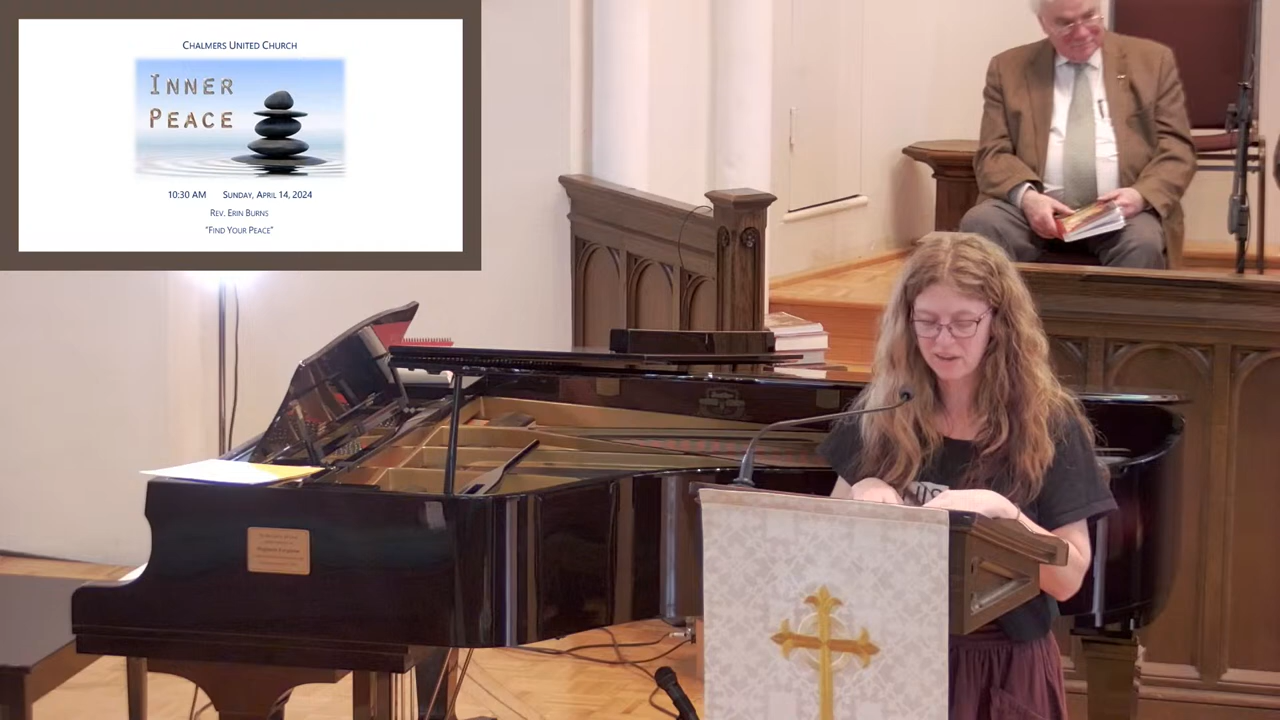 CHALMERS UNITED CHURCH
INNER
PEACE
10:30 AM SUNDAY, APRIL 14, 2024
REV. ERIN BURNS
"FIND YOUR PEACE"